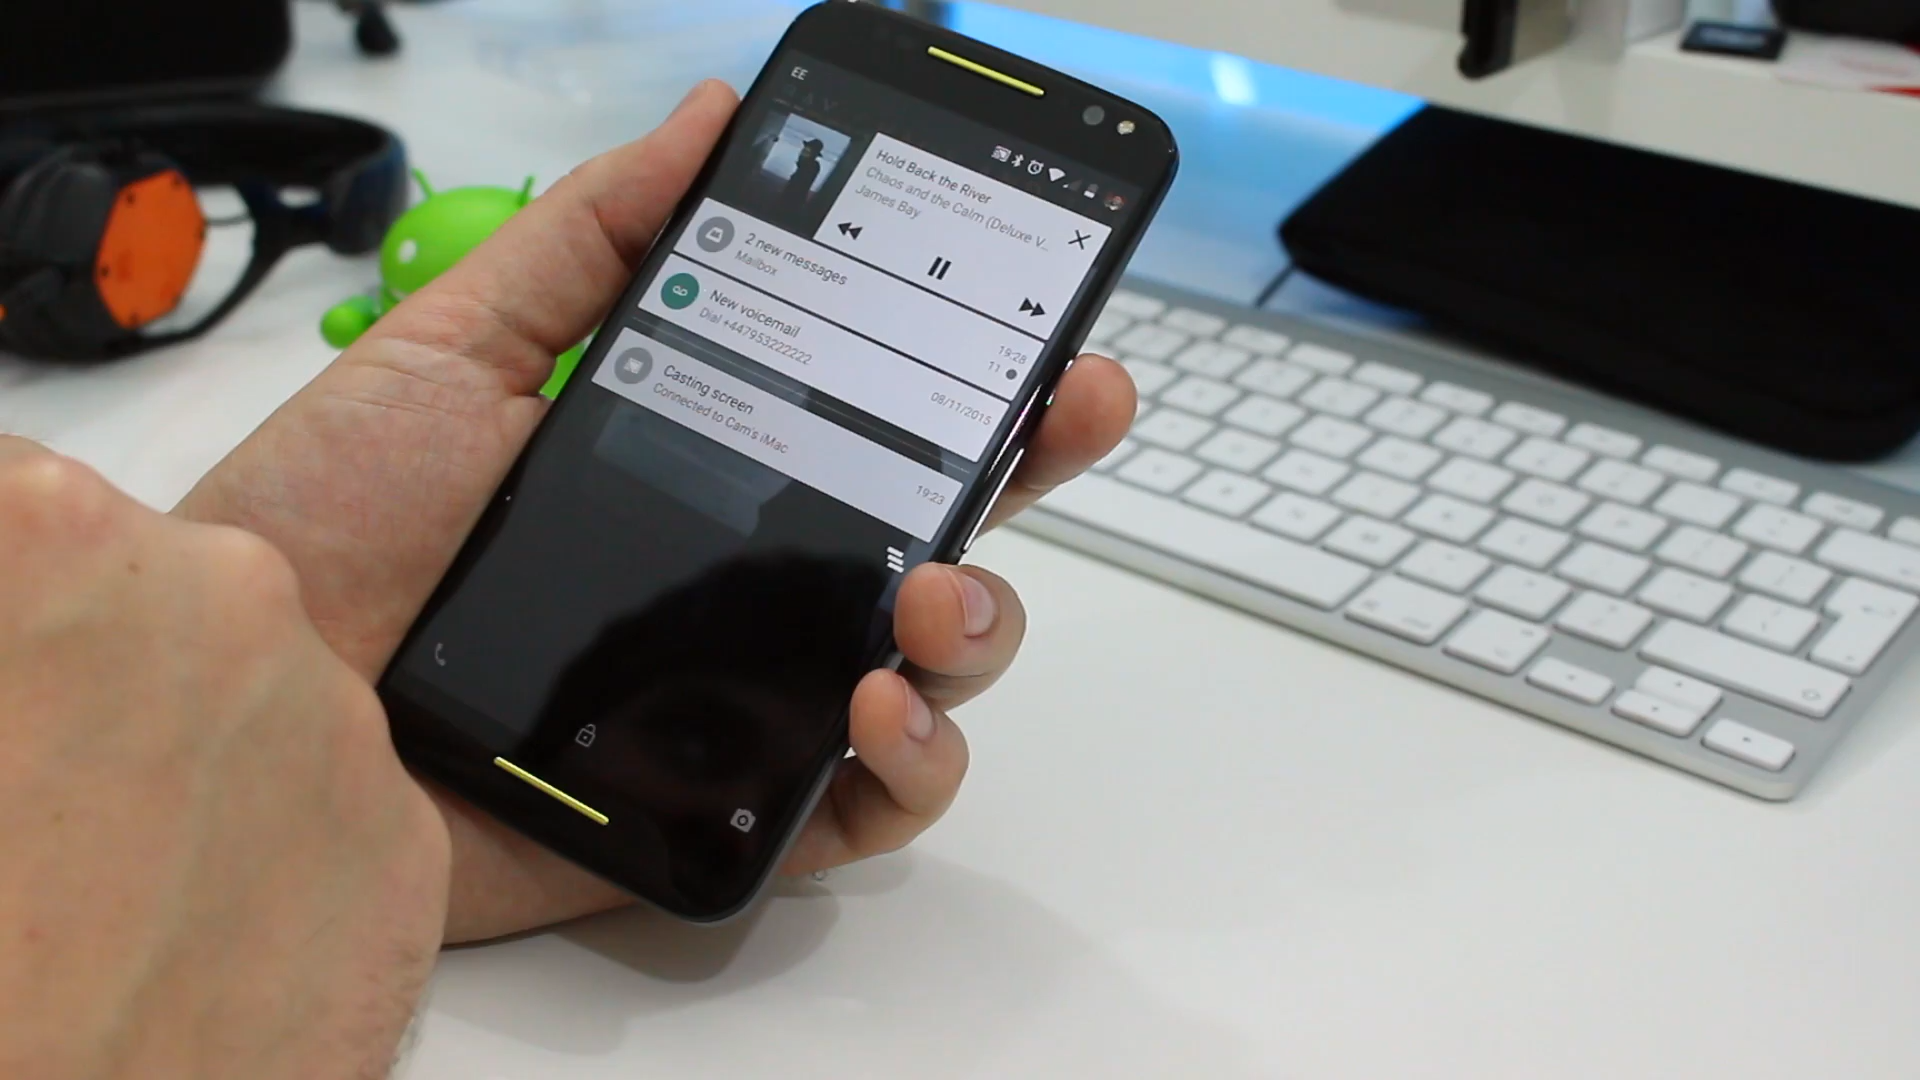 EE
Hold Back the River
Chaos and the Calm (Deluxe V...
James Bay
2 new messages
Mailbox
19:28
11
New voicemail
Dial +447953222222
08/11/2015
Casting screen
Connected to Cam's iMac
19:23